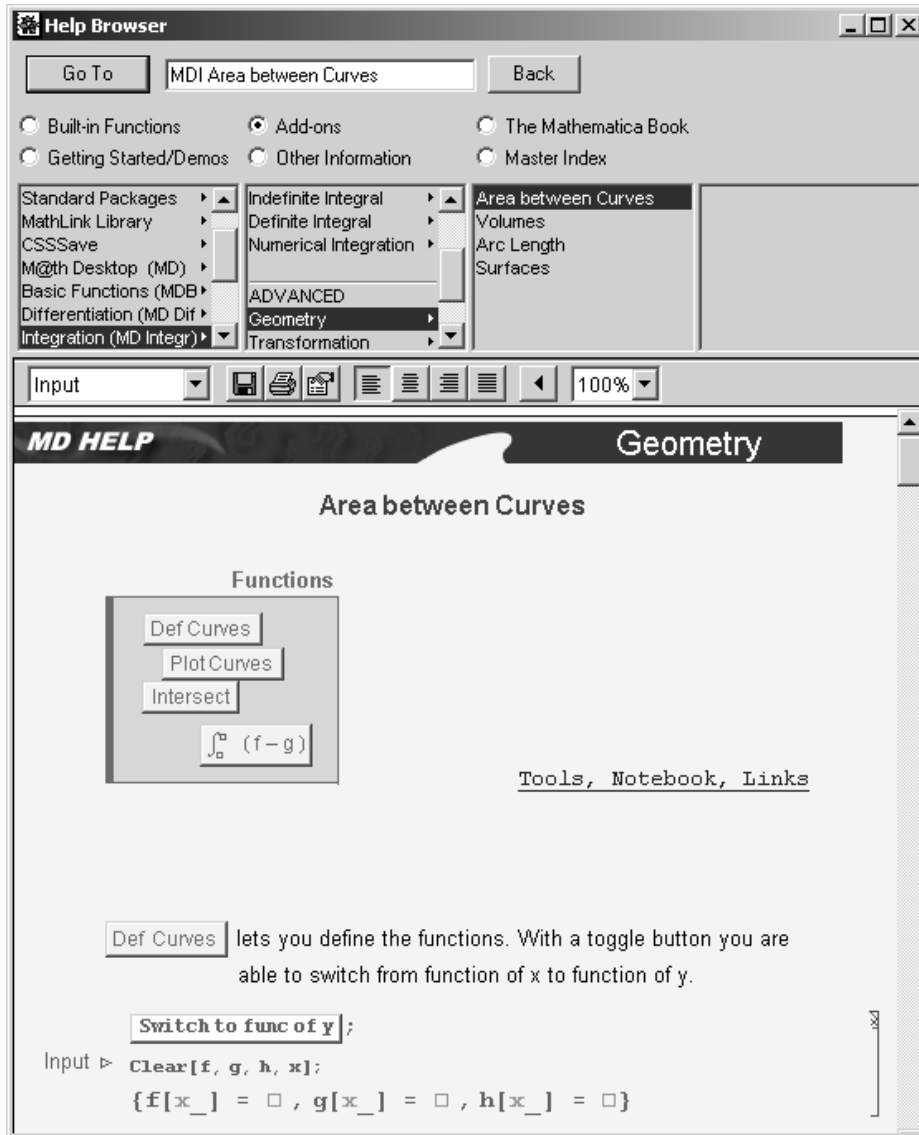 Help Browser
Go To MDI Area between Curves Back
Built-in Functions Add-ons The Mathematica Book
Getting Started/Demos Other Information Master Index
Standard Packages Indefinite Integral Area between Curves
MathLink Library Definite Integral Volumes
CSSSave Numerical Integration Arc Length
M@th Desktop (MD) Surfaces
Basic Functions (MDB ADVANCED
Differentiation (MD Dif Geometry
Integration (MD Integr) Transformation
Input 100%
MD HELP Geometry
Area between Curves
Functions
Def Curves
Plot Curves
Intersect
∫□□ (f – g)
Tools, Notebook, Links
Def Curves lets you define the functions. With a toggle button you are
able to switch from function of x to function of y.
Switch to func of y ;
Input ▹ Clear[f, g, h, x];
{f[x_] = □ , g[x_] = □ , h[x_] = □}